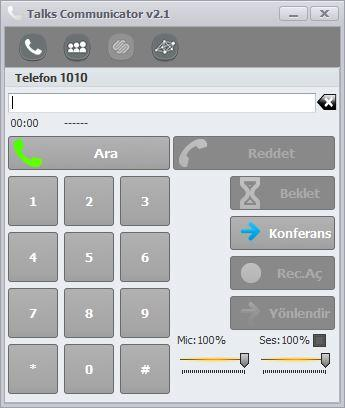 Talks Communicator v2.1
Telefon 1010
00:00 ------
Ara Reddet
1 2 3 Beklet
Konferans
4 5 6 Rec.Aç
7 8 9 Yönlendir
Mic:100% Ses:100%
* 0 #